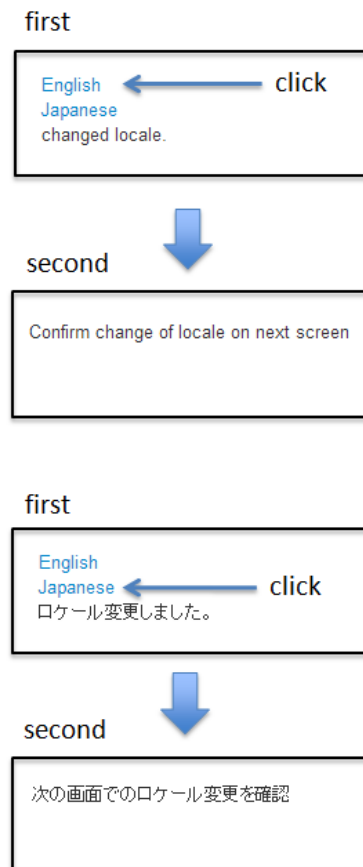 first
English
click
Japanese
changed locale.
second
Confirm change of locale on next screen
first
English
Japanese
click
ロケール変更しました。
second
次の画面でのロケール変更を確認